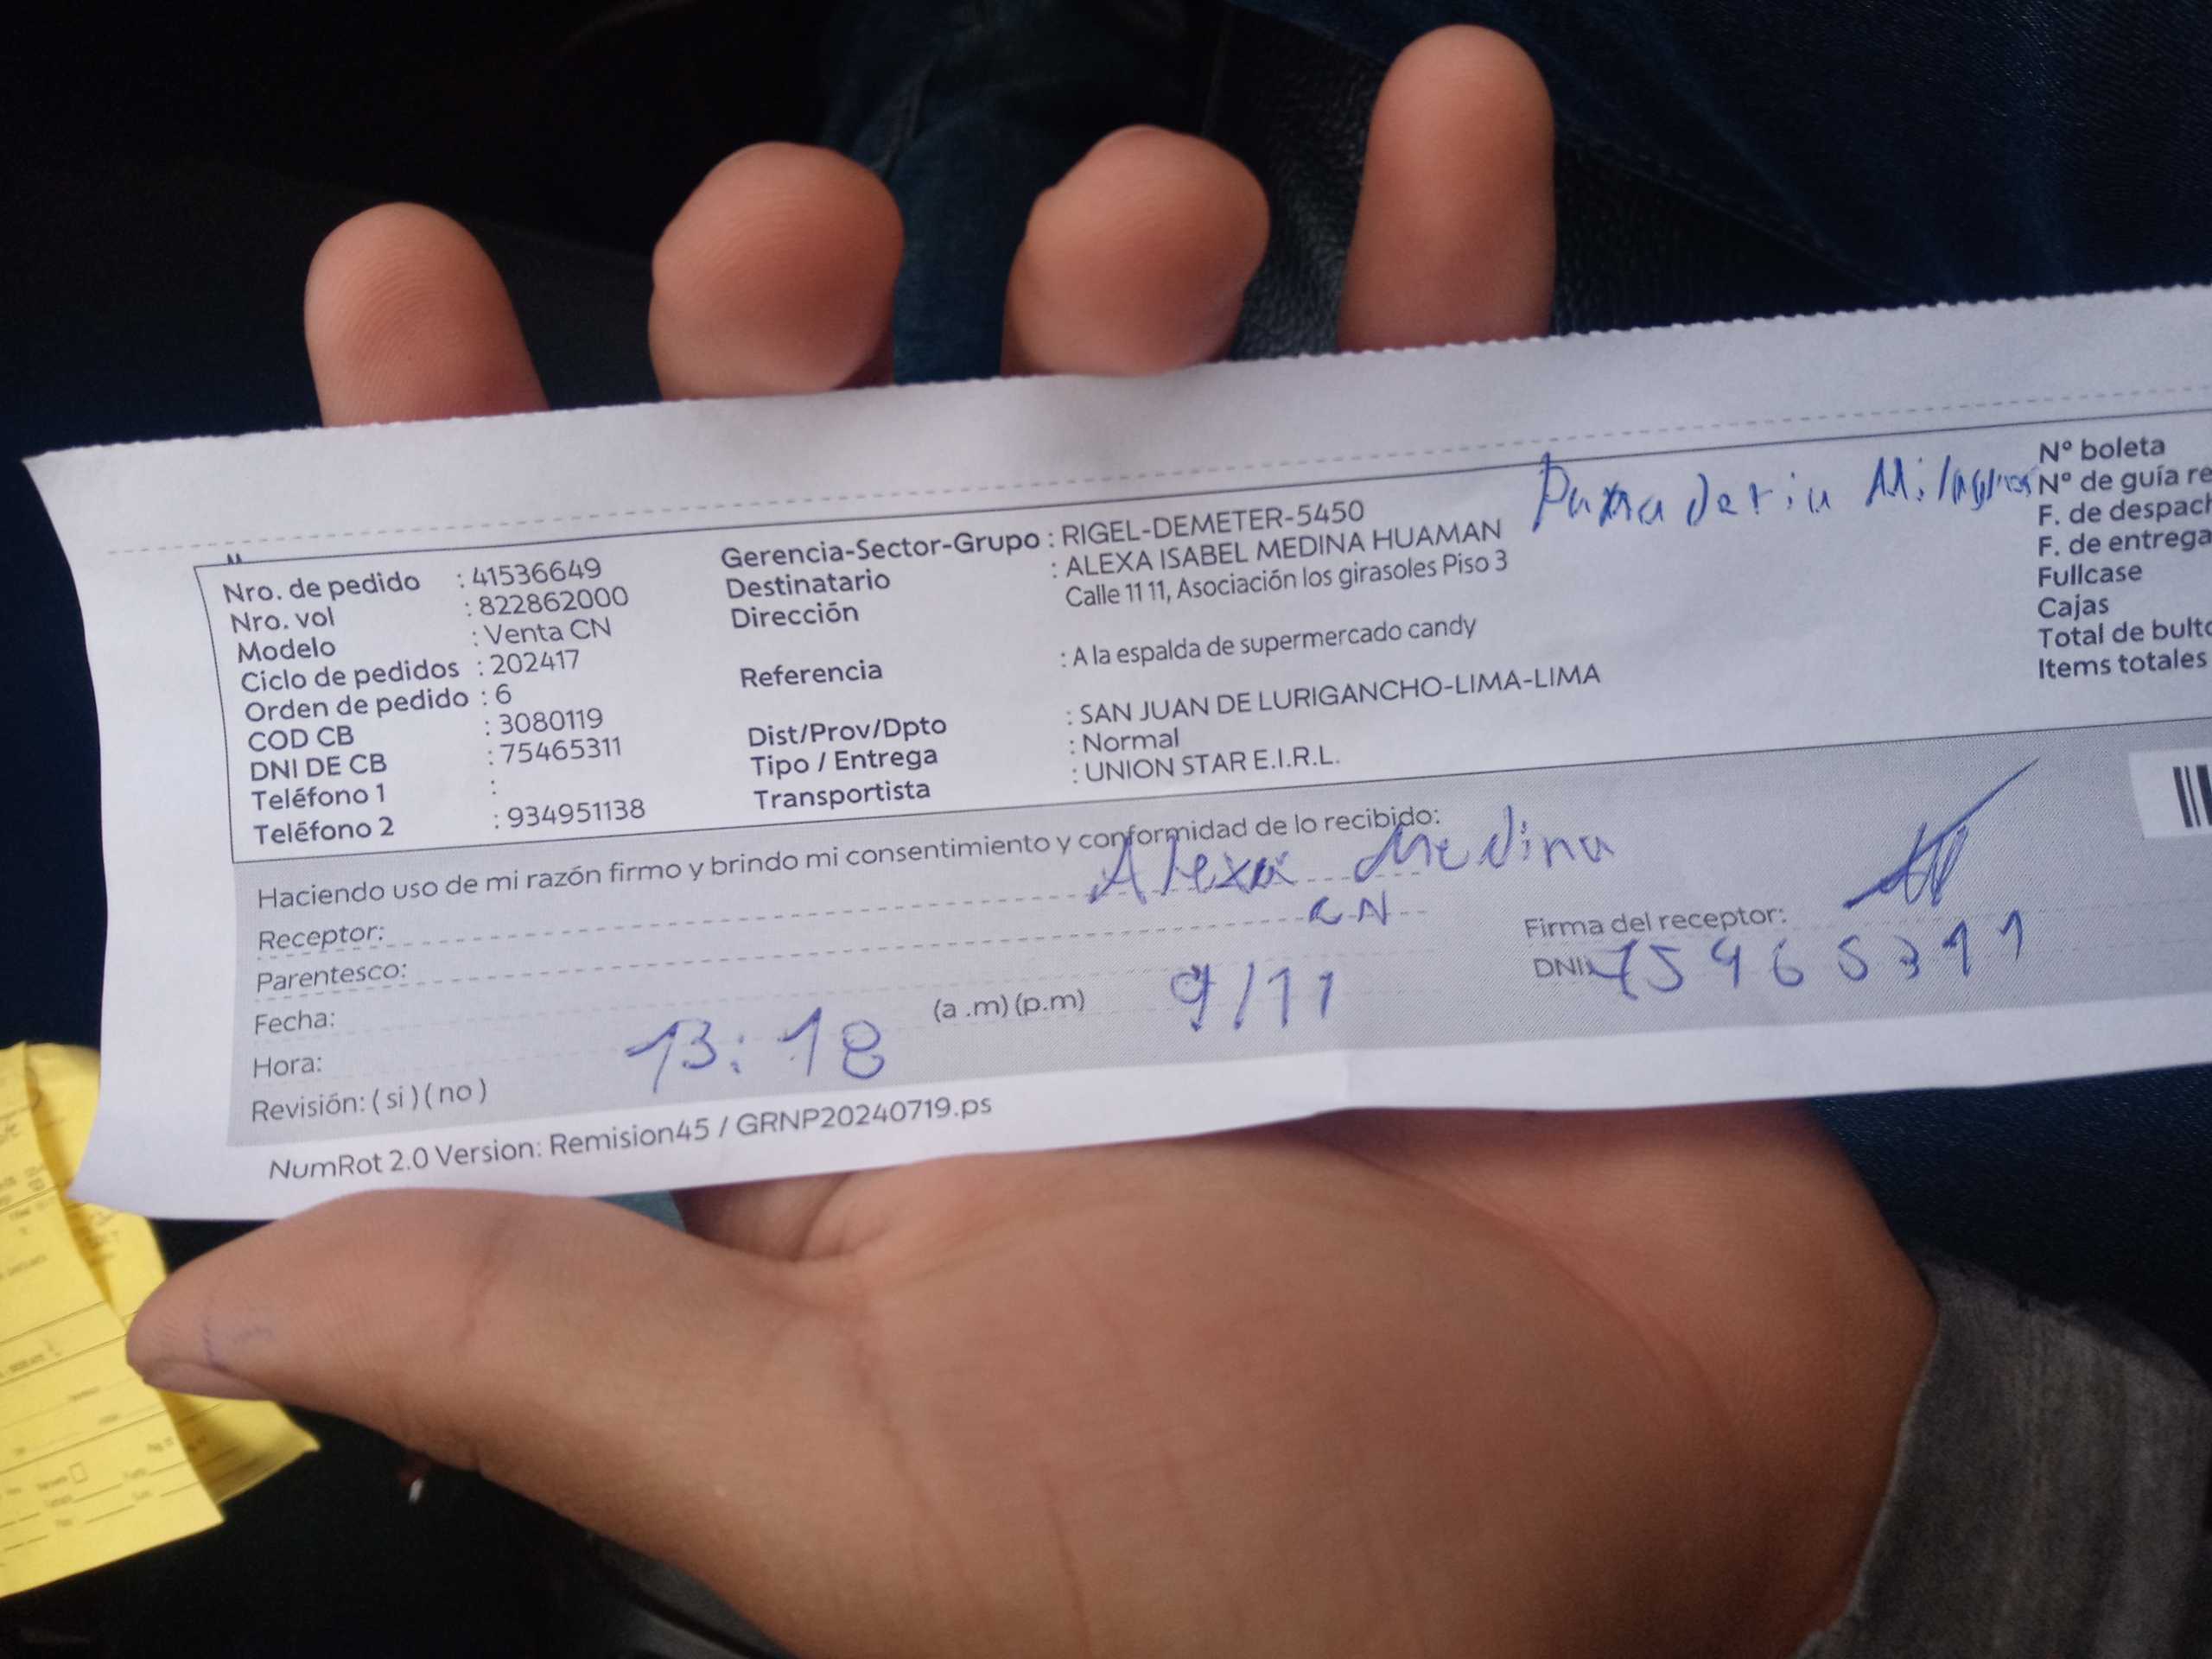 Nro. de pedido : 41536649
Nro. vol : 822862000
Modelo : Venta CN
Ciclo de pedidos : 202417
Orden de pedido : 6
COD CB : 3080119
DNI DE CB : 75465311
Teléfono 1 :
Teléfono 2 : 934951138
Gerencia-Sector-Grupo : RIGEL-DEMETER-5450
Destinatario : ALEXA ISABEL MEDINA HUAMAN
Dirección Calle 11 11, Asociación los girasoles Piso 3
Referencia : A la espalda de supermercado candy
Dist/Prov/Dpto : SAN JUAN DE LURIGANCHO-LIMA-LIMA
Tipo / Entrega : Normal
Transportista : UNION STAR E.I.R.L.
Nº boleta
Nº de guía re
F. de despach
F. de entrega
Fullcase
Cajas
Total de bulto
Items totales
Haciendo uso de mi razón firmo y brindo mi consentimiento y conformidad de lo recibido:
Receptor: Alexa Medina
Parentesco: CN
Fecha: 9/11
Hora: 13:18 (a .m) (p.m)
Revisión: ( si ) ( no )
Firma del receptor:
DNI: 75465311
NumRot 2.0 Version: Remision45 / GRNP20240719.ps